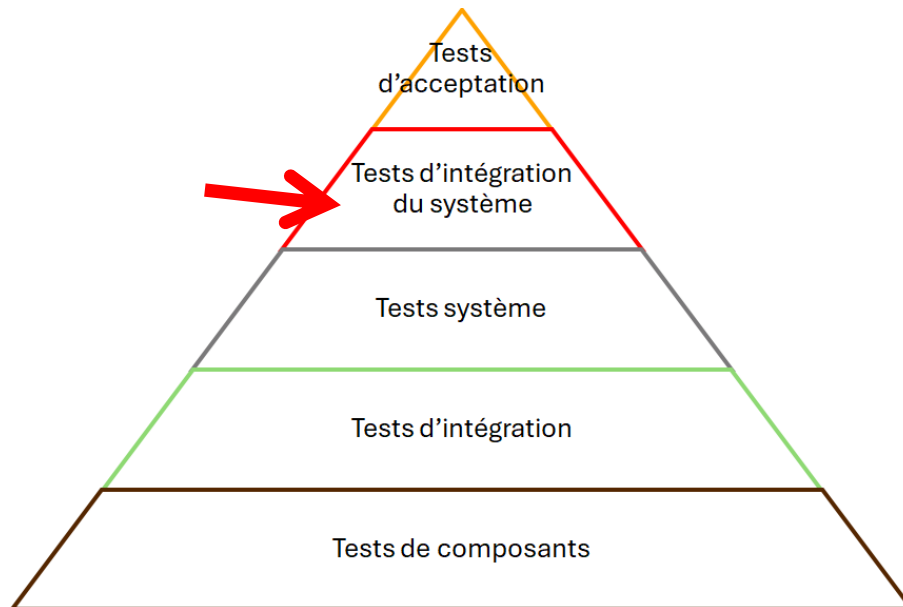 Tests
d’acceptation
Tests d’intégration
du système
Tests système
Tests d’intégration
Tests de composants